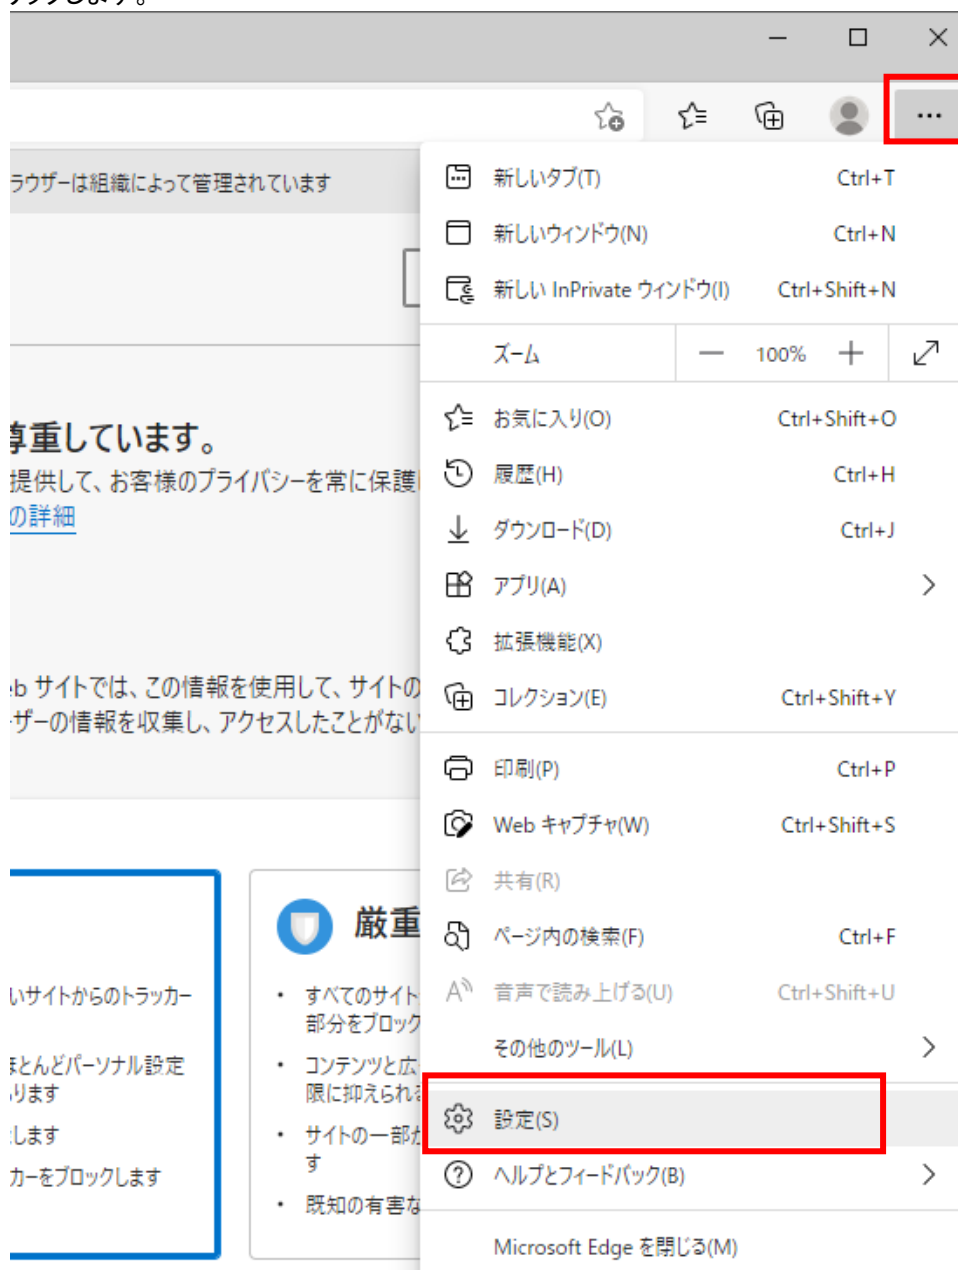 ックします。
ラウザーは組織によって管理されています
新しいタブ(T) Ctrl+T
新しいウィンドウ(N) Ctrl+N
新しい InPrivate ウィンドウ(I) Ctrl+Shift+N
ズーム 100%
お気に入り(O) Ctrl+Shift+O
履歴(H) Ctrl+H
ダウンロード(D) Ctrl+J
アプリ(A)
拡張機能(X)
コレクション(E) Ctrl+Shift+Y
印刷(P) Ctrl+P
Web キャプチャ(W) Ctrl+Shift+S
共有(R)
ページ内の検索(F) Ctrl+F
音声で読み上げる(U) Ctrl+Shift+U
その他のツール(L)
設定(S)
ヘルプとフィードバック(B)
Microsoft Edge を閉じる(M)
尊重しています。
提供して、お客様のプライバシーを常に保護
の詳細
eb サイトでは、この情報を使用して、サイトの
ーザーの情報を収集し、アクセスしたことがない
いサイトからのトラッカー
ほとんどパーソナル設定
ります
します
カーをブロックします
厳重
• すべてのサイト
部分をブロック
• コンテンツと広
限に抑えられる
• サイトの一部が
す
• 既知の有害な